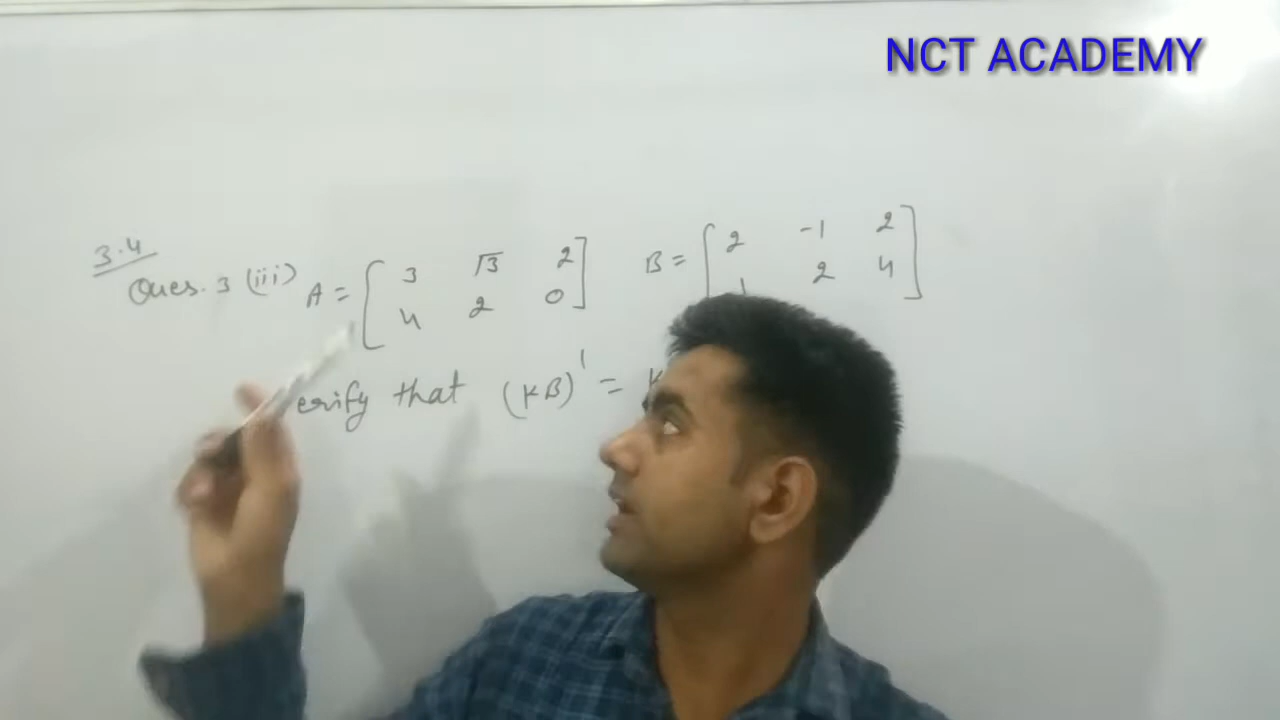 NCT ACADEMY
3.4
Ques. 3 (iii) A = [ 3 √3 2 B = [ 2 -1 2 ]
4 2 0 ] 1 2 4 ]
erify that (KB)' = K